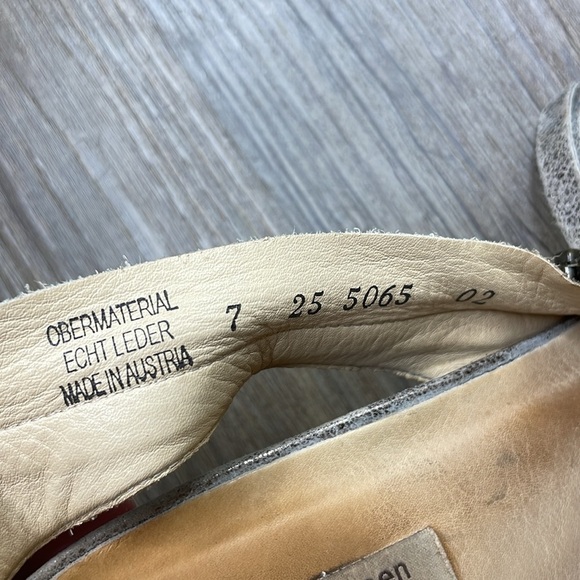 OBERMATERIAL
ECHT LEDER
MADE IN AUSTRIA
7 25 5065 02